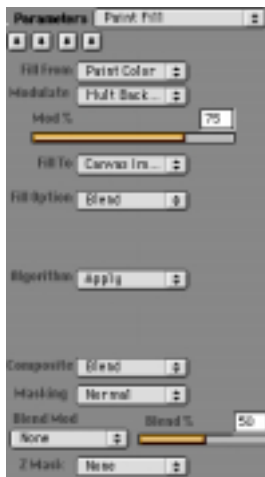 Parameters Paint Fill
Fill From Paint Color
Modulate Mult Back...
Mod % 75
Fill To Canvas Im...
Fill Option Blend
Algorithm Apply
Composite Blend
Masking Normal
Blend Mod Blend % 50
None
Z Mask None